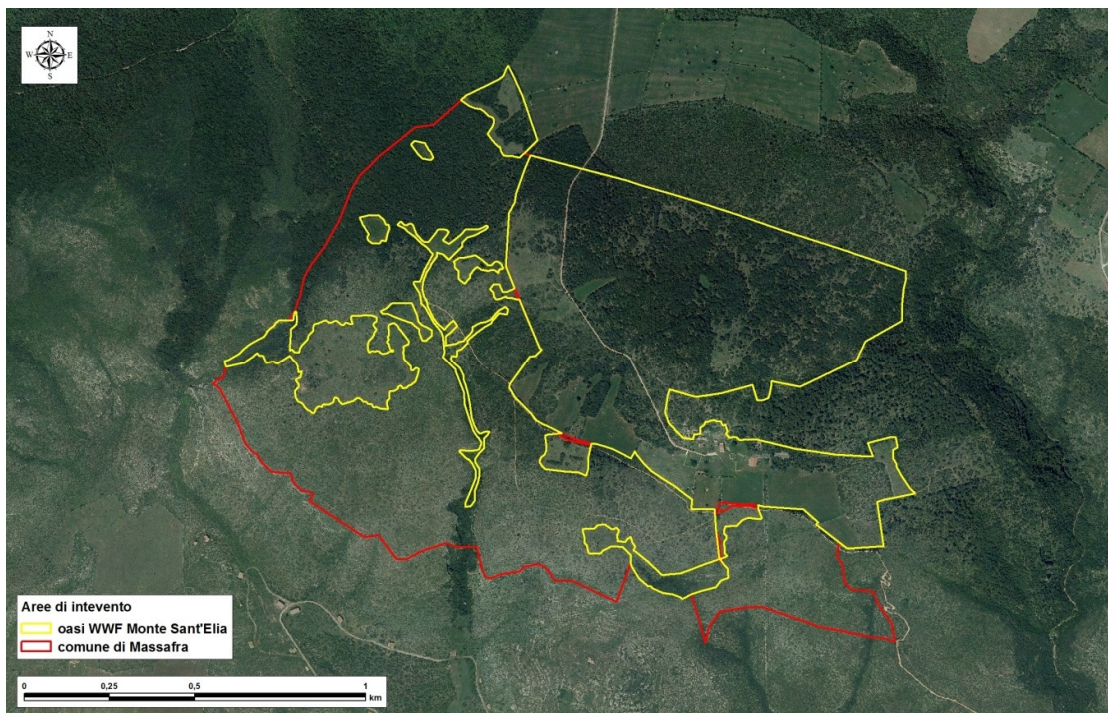 N
W E
S
Aree di intevento
oasi WWF Monte Sant'Elia
comune di Massafra
0 0,25 0,5 1
km